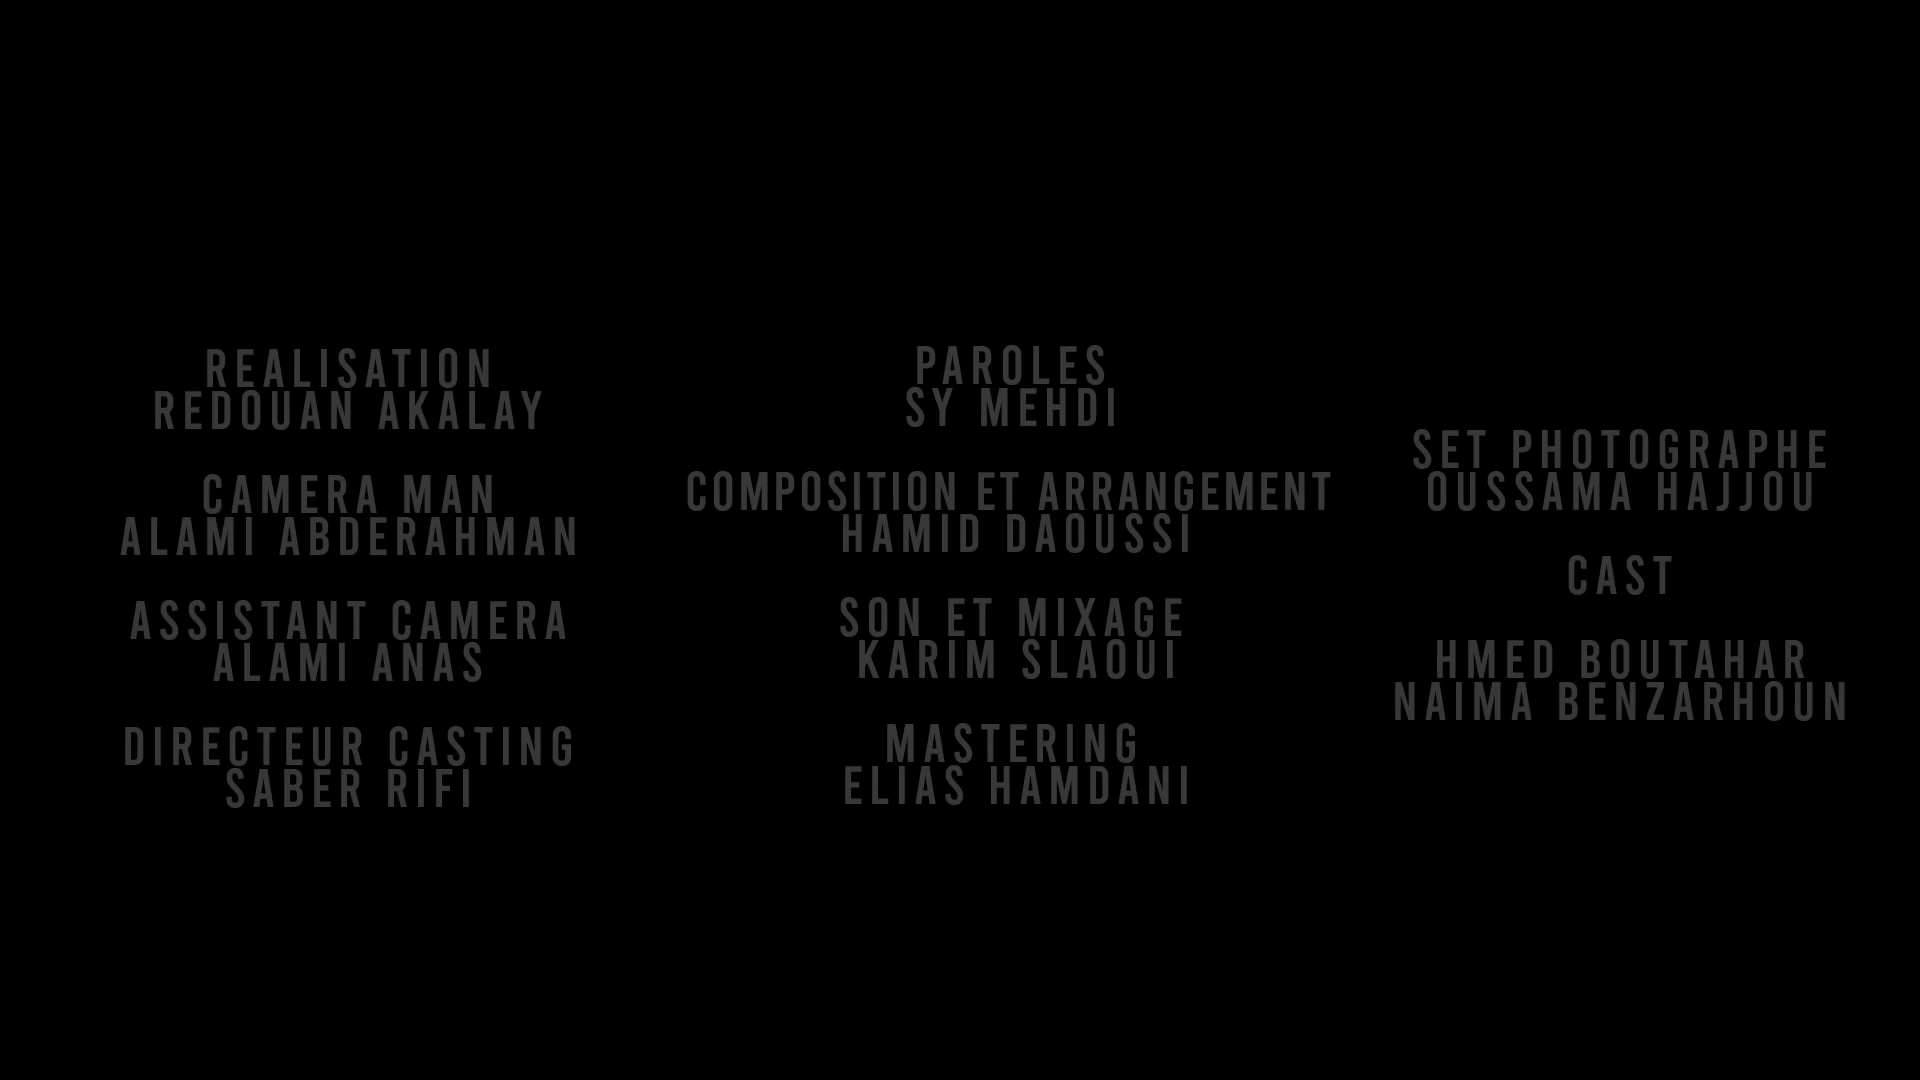 REALISATION
REDOUAN AKALAY
CAMERA MAN
ALAMI ABDERAHMAN
ASSISTANT CAMERA
ALAMI ANAS
DIRECTEUR CASTING
SABER RIFI
PAROLES
SY MEHDI
COMPOSITION ET ARRANGEMENT
HAMID DAOUSSI
SON ET MIXAGE
KARIM SLAOUI
MASTERING
ELIAS HAMDANI
SET PHOTOGRAPHE
OUSSAMA HAJJOU
CAST
HMED BOUTAHAR
NAIMA BENZARHOUN